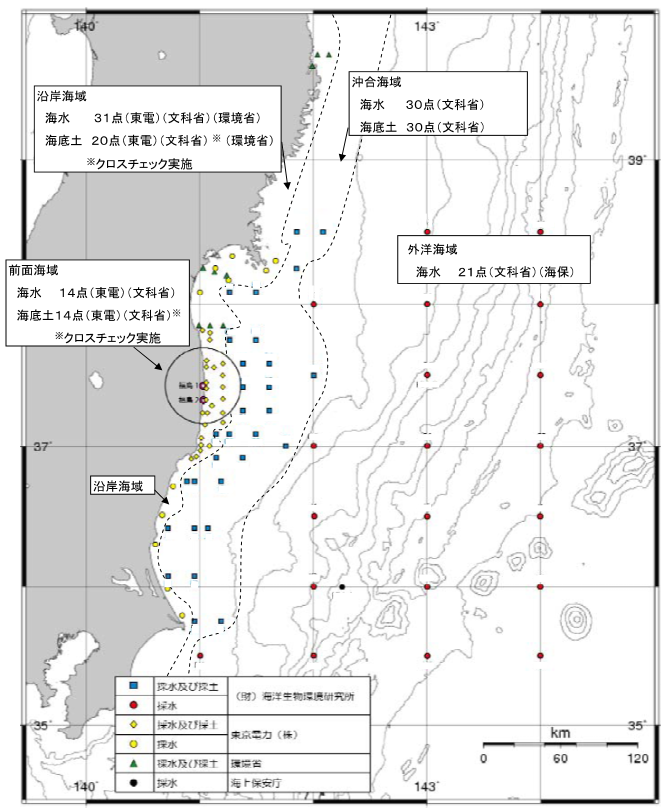 140°
143°
沿岸海域
海水　３１点(東電)(文科省)(環境省)
海底土 ２０点(東電)(文科省)※(環境省)
※クロスチェック実施
沖合海域
海水　３０点(文科省)
海底土 ３０点(文科省)
39°
外洋海域
海水　２１点(文科省)(海保)
前面海域
海水　１４点(東電)(文科省)
海底土１４点(東電)(文科省)※
※クロスチェック実施
福島 1
福島 2
37°
37°
沿岸海域
採水及び採土
（財）海洋生物環境研究所
採水
採水及び採土
東京電力（株）
採水
採水及び採土　環境省
採水　海上保安庁
35°
35°
km
0　60　120
140°
143°